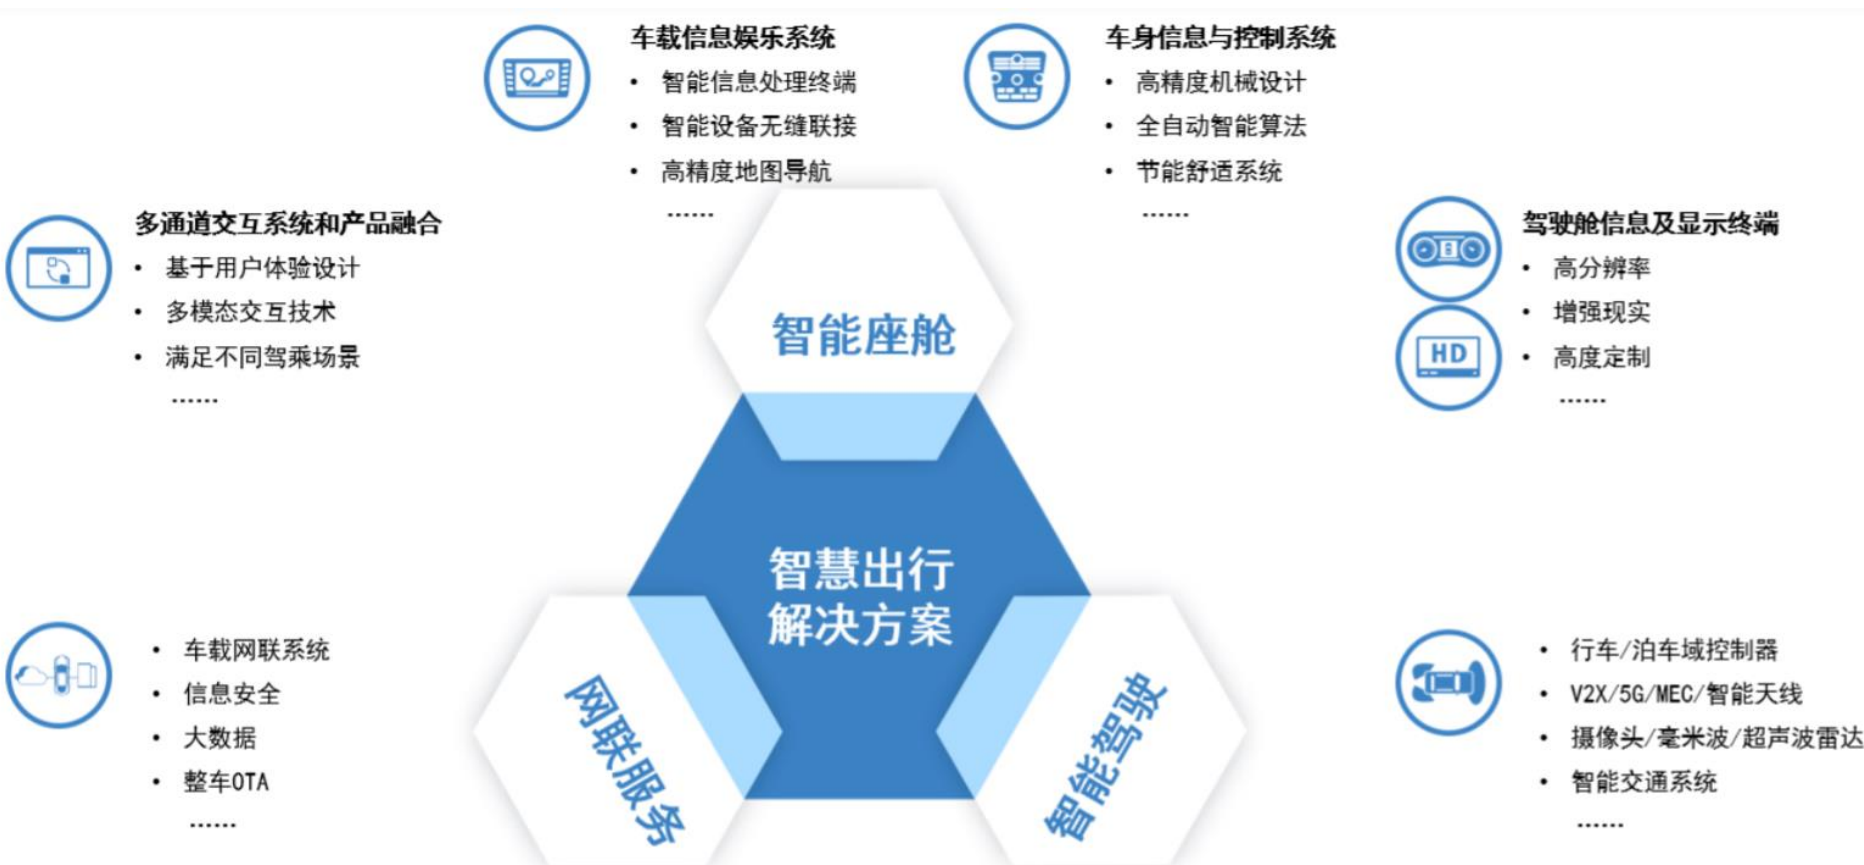 车载信息娱乐系统
• 智能信息处理终端
• 智能设备无缝联接
• 高精度地图导航
......
车身信息与控制系统
• 高精度机械设计
• 全自动智能算法
• 节能舒适系统
......
多通道交互系统和产品融合
• 基于用户体验设计
• 多模态交互技术
• 满足不同驾乘场景
......
驾驶舱信息及显示终端
• 高分辨率
• 增强现实
• 高度定制
......
HD
智能座舱
智慧出行
解决方案
网联服务
智能驾驶
• 车载网联系统
• 信息安全
• 大数据
• 整车OTA
......
• 行车/泊车域控制器
• V2X/5G/MEC/智能天线
• 摄像头/毫米波/超声波雷达
• 智能交通系统
......